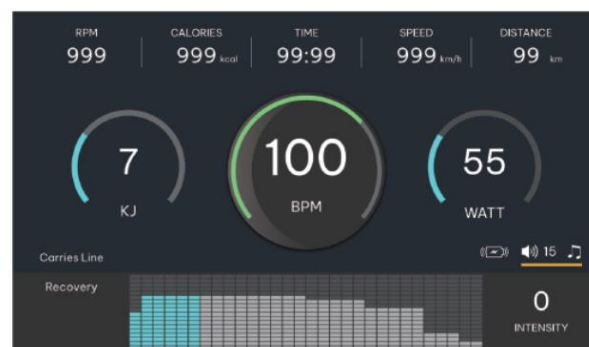 RPM CALORIES TIME SPEED DISTANCE
999 999 kcal 99:99 999 km/h 99 km
7 100 55
KJ BPM WATT
Carries Line 15
Recovery 0
INTENSITY